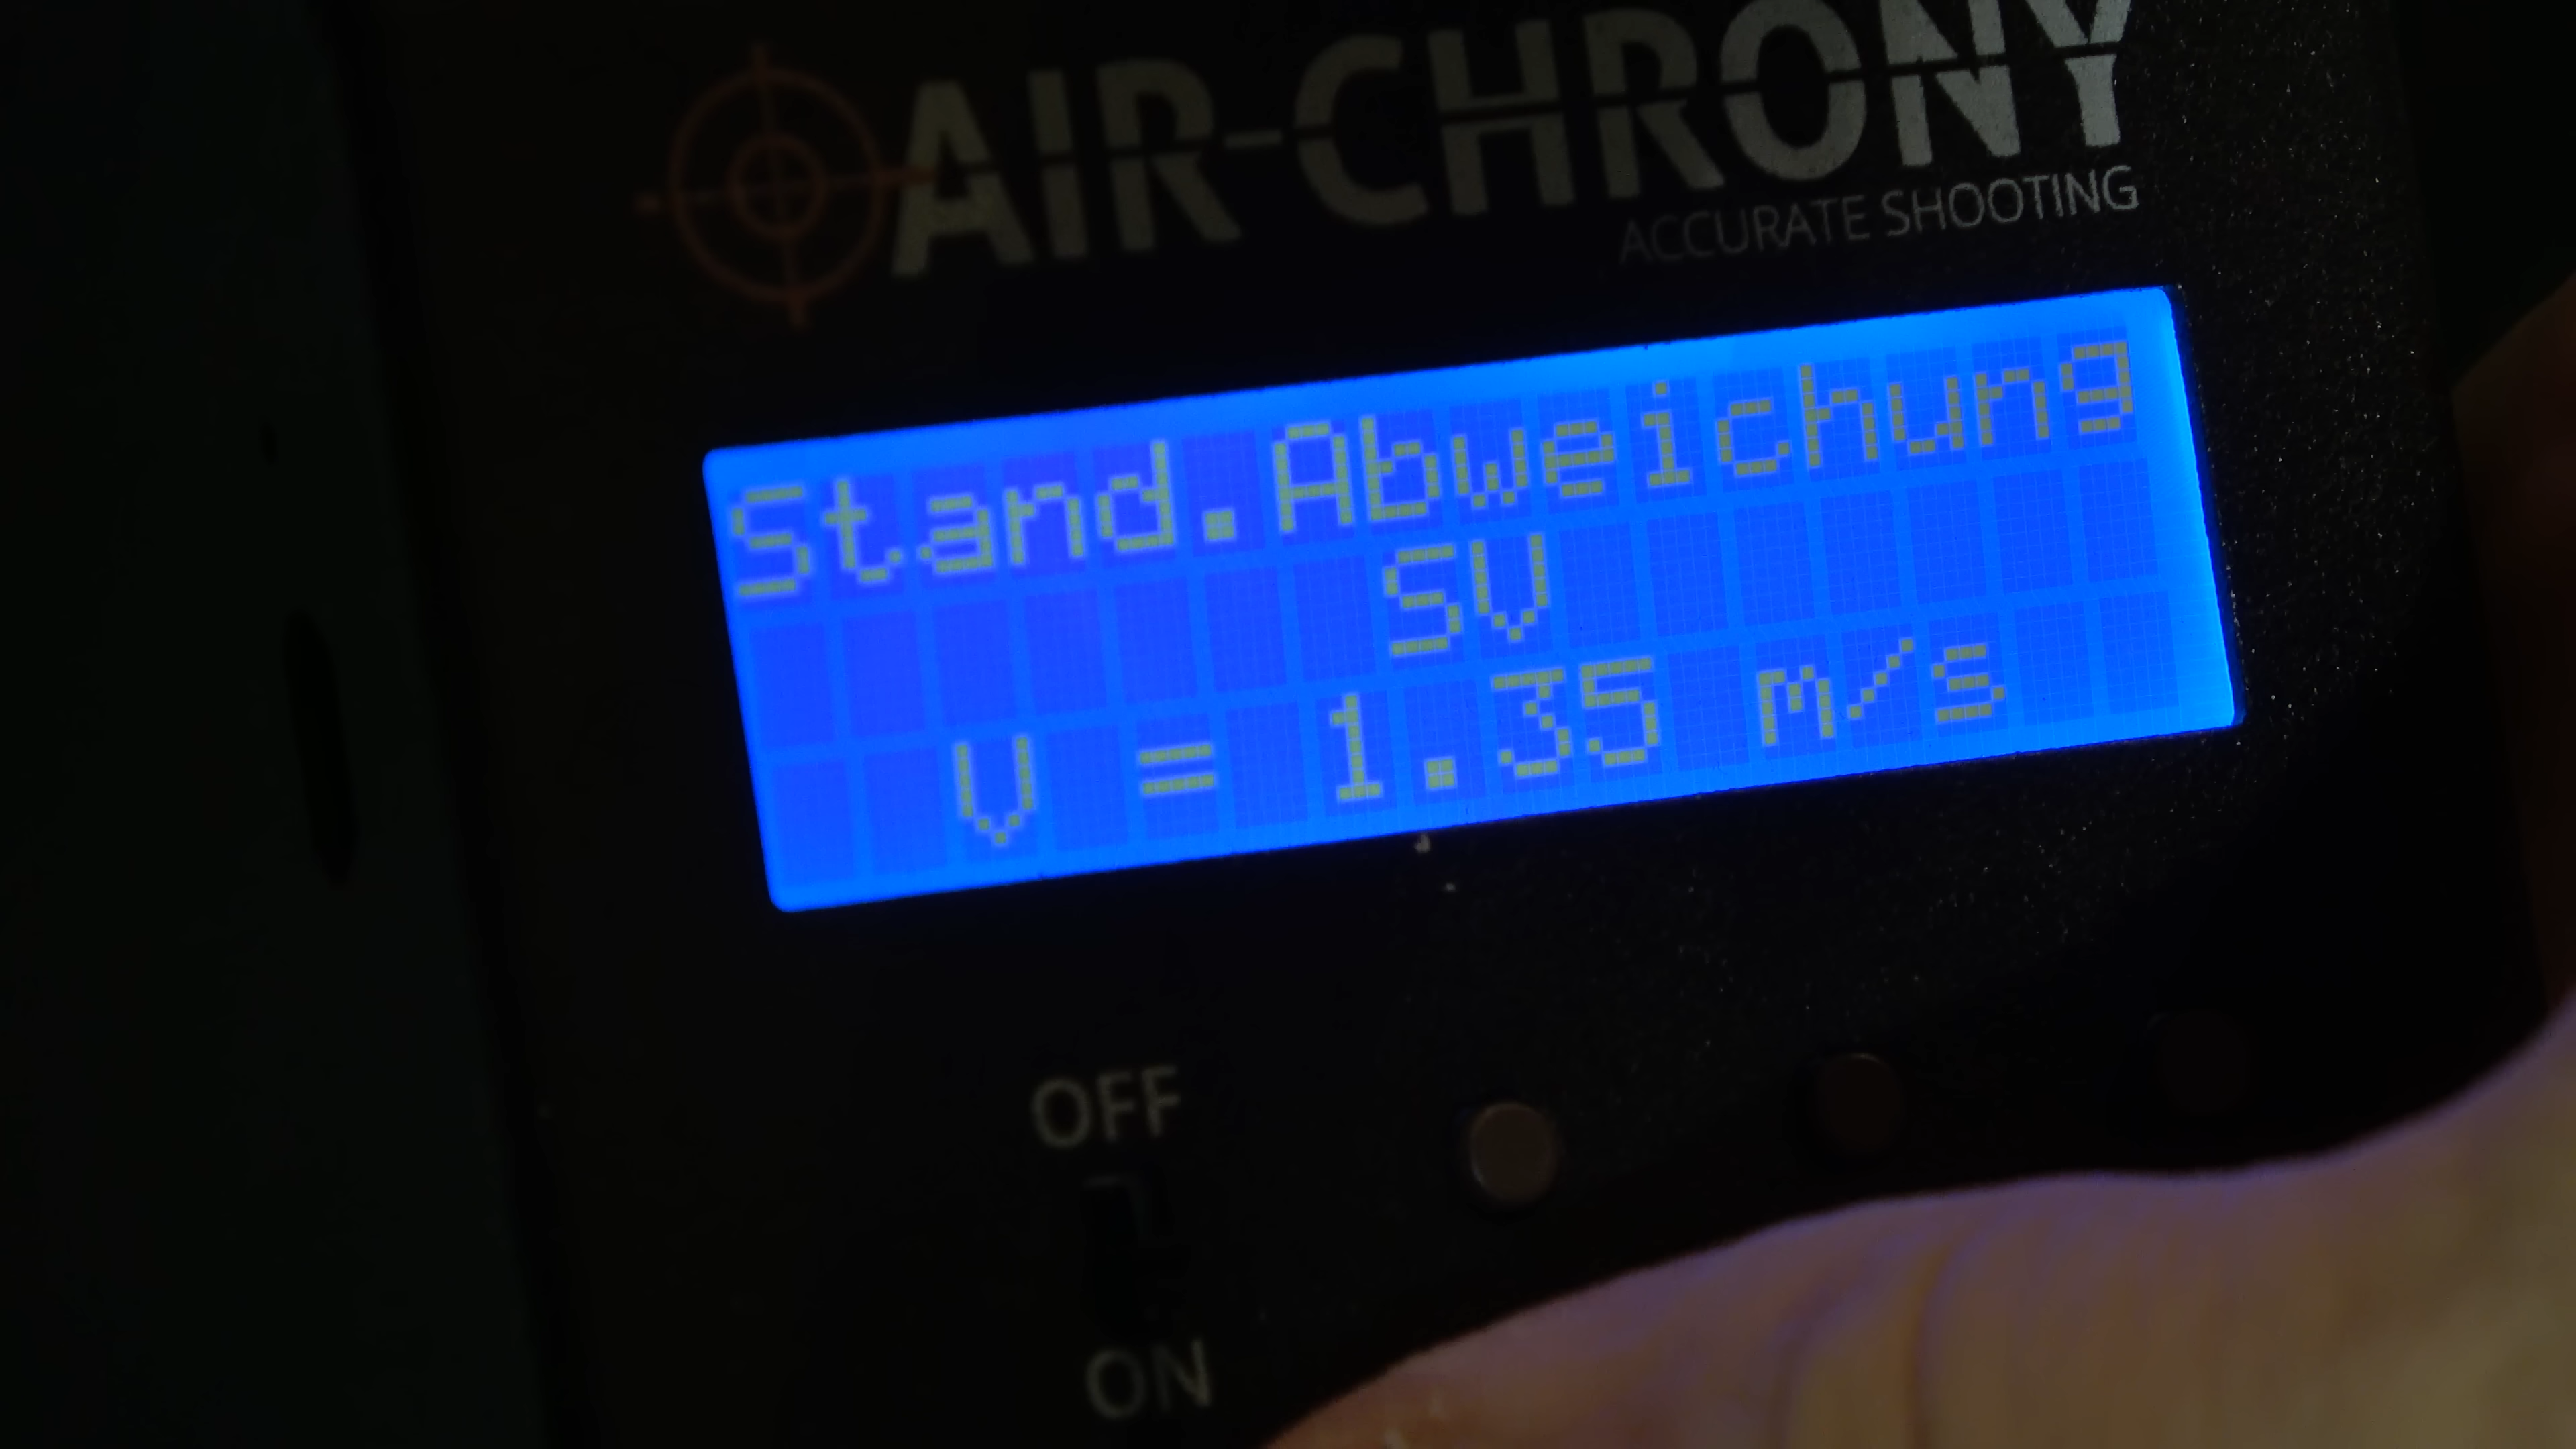 AIR-CHRONY
ACCURATE SHOOTING
Stand.Abweichung
SV
V = 1.35 m/s
OFF
ON